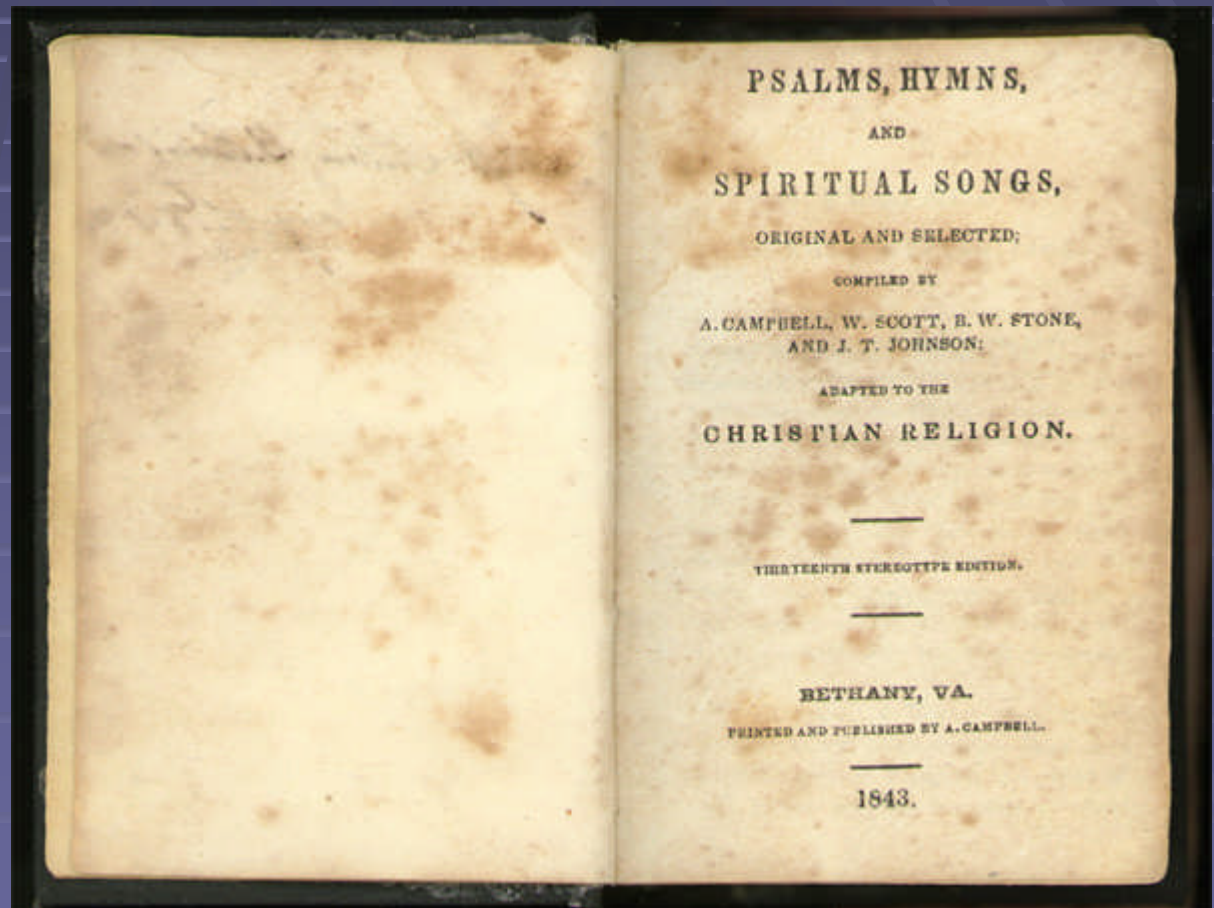 PSALMS, HYMNS,
AND
SPIRITUAL SONGS,
ORIGINAL AND SELECTED;
COMPILED BY
A. CAMPBELL, W. SCOTT, B. W. STONE,
AND J. T. JOHNSON;
ADAPTED TO THE
CHRISTIAN RELIGION.
THIRTEENTH STEREOTYPE EDITION.
BETHANY, VA.
PRINTED AND PUBLISHED BY A. CAMPBELL.
1843.